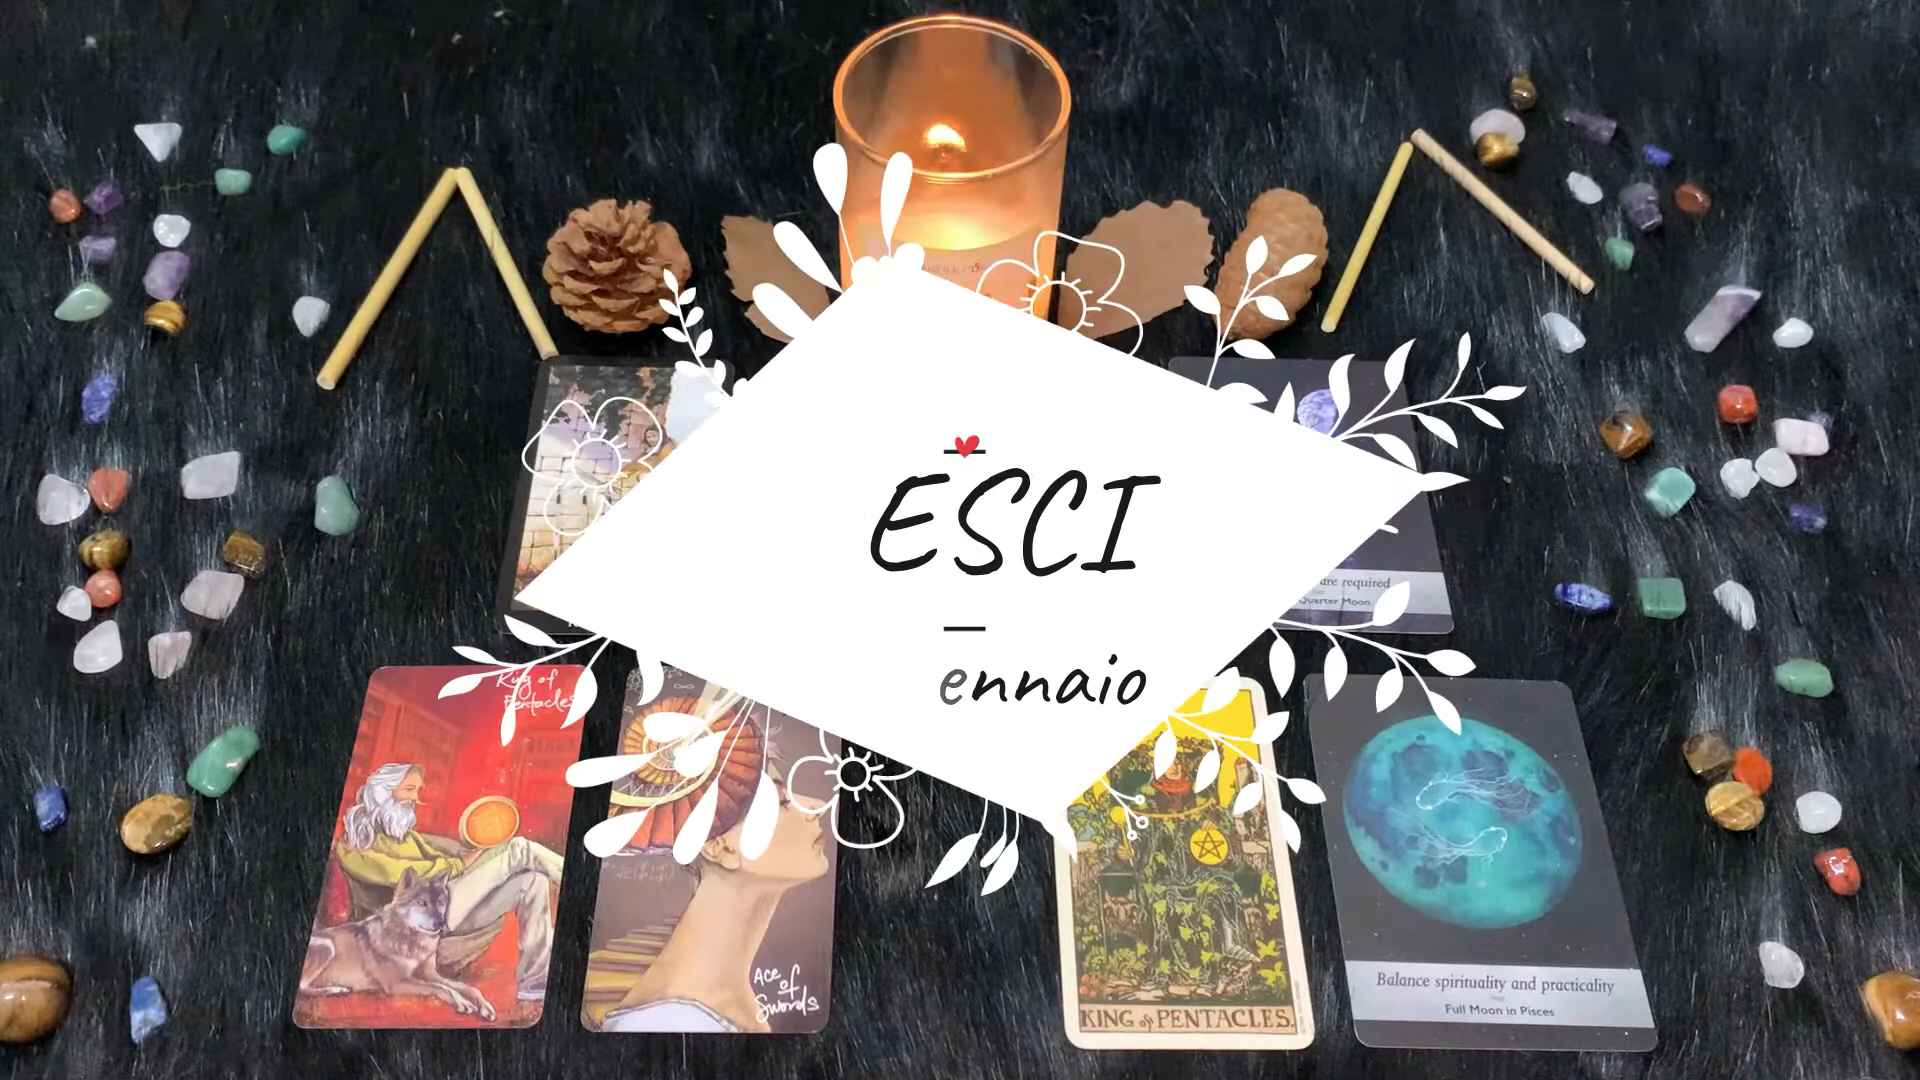 ESCI
ennaio
are required
Quarter Moon
King of
Pentacles
Ace
of
Swords
KING of PENTACLES.
Balance spirituality and practicality
Full Moon in Pisces